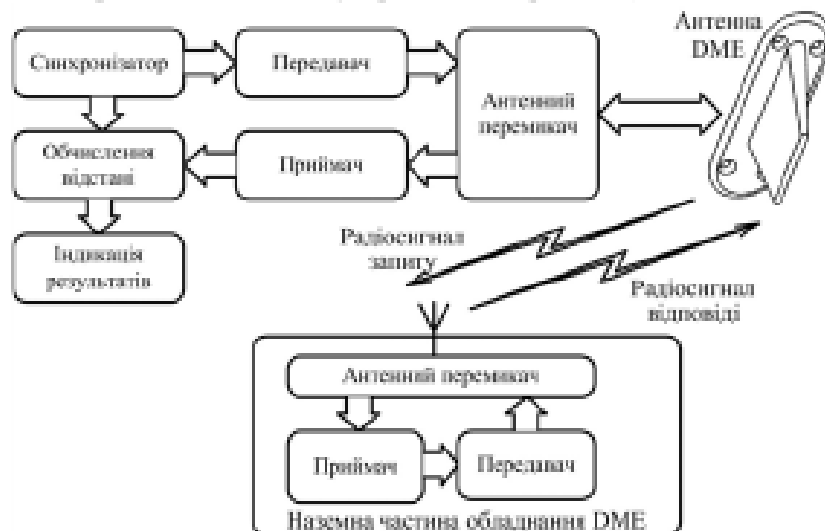 Антенна
DME
Синхронізатор
Передавач
Антенний
перемикач
Обчислення
відстані
Приймач
Індикація
результатів
Радіосигнал
запиту
Радіосигнал
відповіді
Антенний перемикач
Приймач
Передавач
Наземна частина обладнання DME